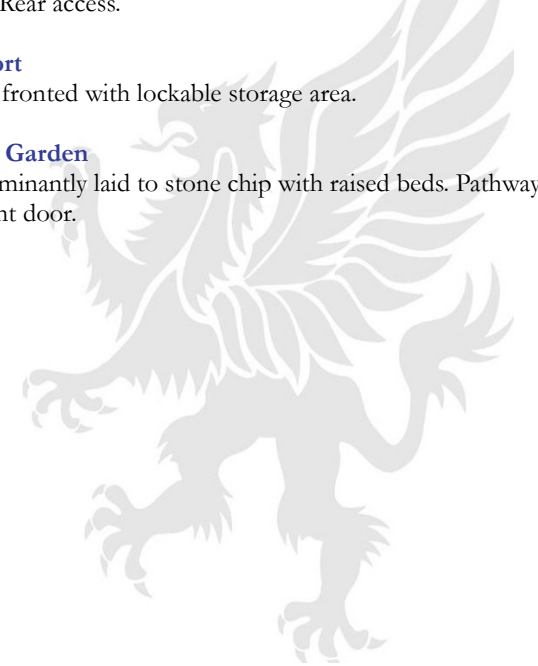 Rear access.
ort
fronted with lockable storage area.
Garden
minantly laid to stone chip with raised beds. Pathway
nt door.